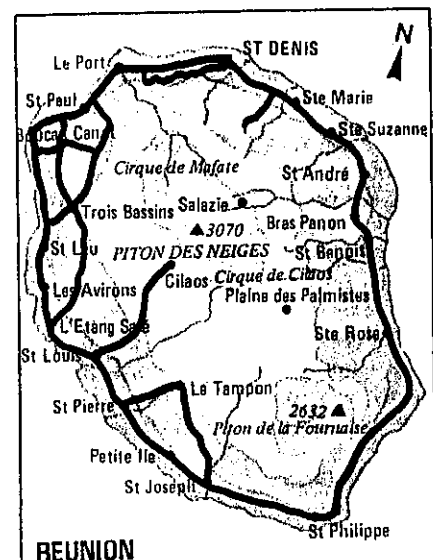 N
ST DENIS
Le Port
St Paul
Ste Marie
Boucan Canot
Ste Suzanne
Cirque de Mafate
St André
Trois Bassins
Salazie
3070
Bras Panon
PITON DES NEIGES
St Benois
St Leu
Cilaos
Cirque de Cilaos
Les Avirons
Plaine des Palmistes
L'Etang Salé
Ste Rose
St Louis
Le Tampon
St Pierre
2632
Piton de la Fournaise
Petite Ile
St Joseph
St Philippe
REUNION